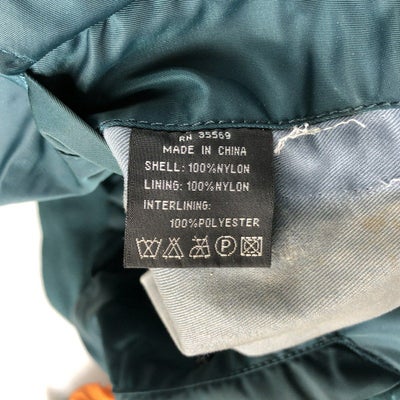 RN 35569
MADE IN CHINA
SHELL: 100%NYLON
LINING: 100%NYLON
INTERLINING:
100%POLYESTER
P